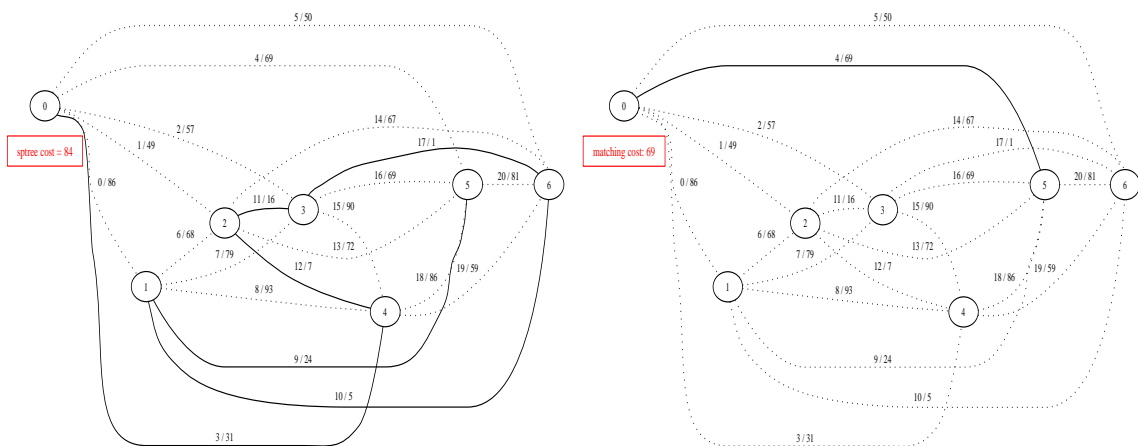 5 / 50
4 / 69
0
2 / 57
14 / 67
17 / 1
sptree cost = 84
1 / 49
0 / 86
16 / 69
5
20 / 81
6
11 / 16
3
15 / 90
2
6 / 68
7 / 79
13 / 72
12 / 7
18 / 86
19 / 59
1
8 / 93
4
9 / 24
10 / 5
3 / 31
5 / 50
4 / 69
0
2 / 57
14 / 67
17 / 1
matching cost: 69
1 / 49
0 / 86
16 / 69
5
20 / 81
6
11 / 16
3
15 / 90
2
6 / 68
7 / 79
13 / 72
12 / 7
18 / 86
19 / 59
1
8 / 93
4
9 / 24
10 / 5
3 / 31